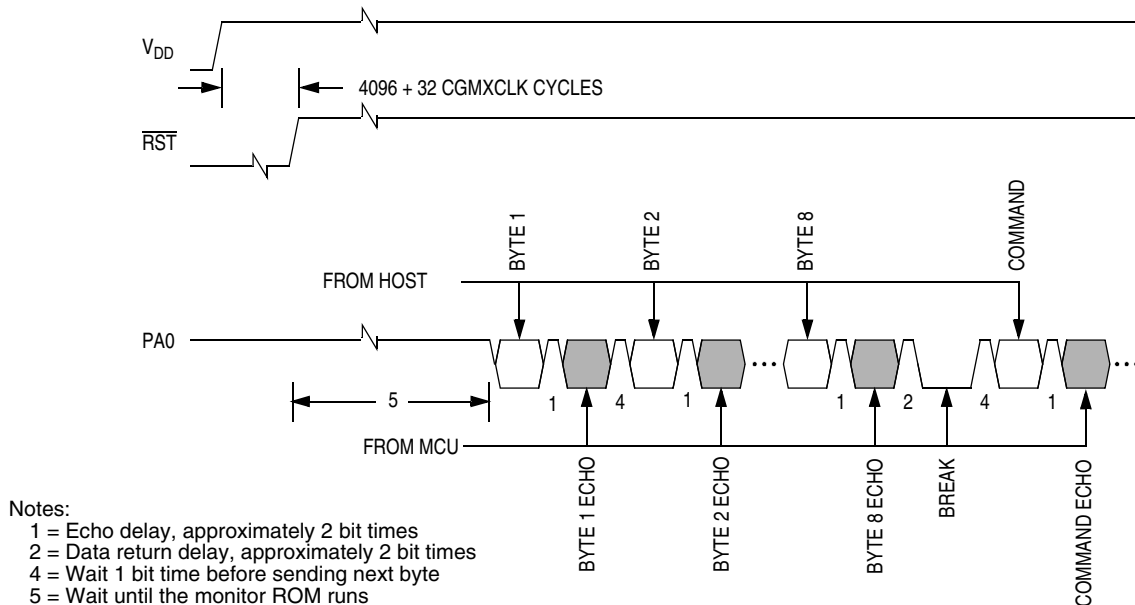 VDD
4096 + 32 CGMXCLK CYCLES
RST
BYTE 1
BYTE 2
BYTE 8
COMMAND
FROM HOST
PA0
1
4
1
1
2
4
1
5
FROM MCU
BYTE 1 ECHO
BYTE 2 ECHO
BYTE 8 ECHO
BREAK
COMMAND ECHO
Notes:
1 = Echo delay, approximately 2 bit times
2 = Data return delay, approximately 2 bit times
4 = Wait 1 bit time before sending next byte
5 = Wait until the monitor ROM runs